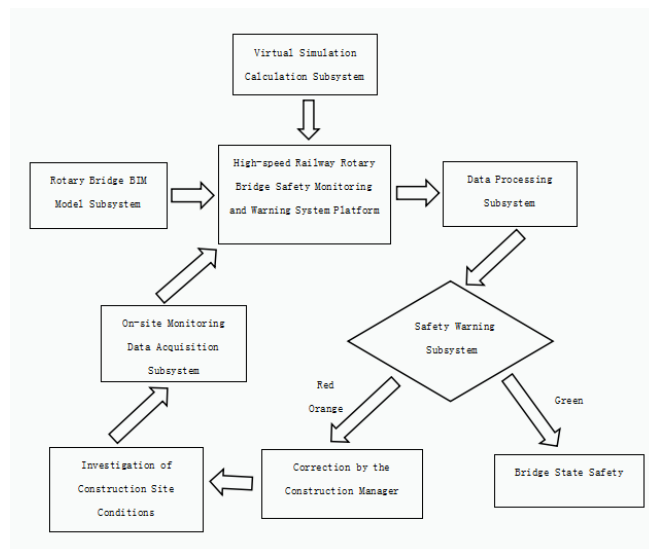 Virtual Simulation
Calculation Subsystem
High-speed Railway Rotary
Bridge Safety Monitoring
and Warning System Platform
Rotary Bridge BIM
Model Subsystem
Data Processing
Subsystem
On-site Monitoring
Data Acquisition
Subsystem
Safety Warning
Subsystem
Red
Orange
Green
Investigation of
Construction Site
Conditions
Correction by the
Construction Manager
Bridge State Safety